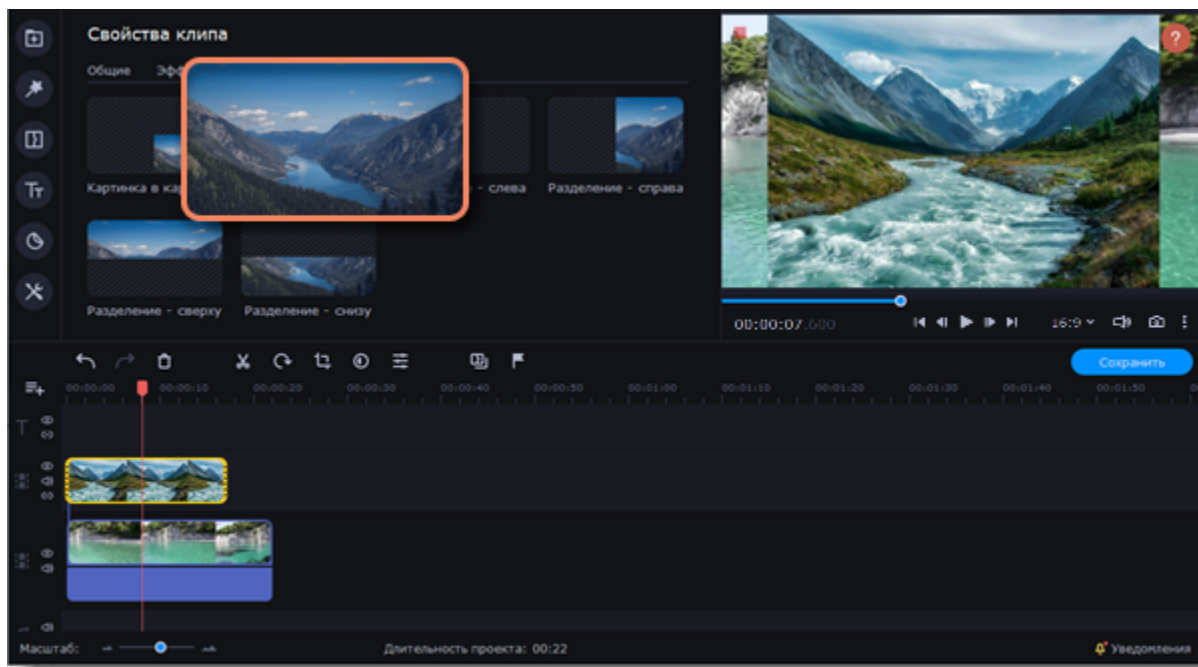 Свойства клипа
Общие Эфф
Картинка в кар - слева Разделение - справа
Разделение - сверху Разделение - снизу
?
00:00:07.600 16:9
Сохранить
00:00:00 00:00:10 00:00:20 00:00:30 00:00:40 00:00:50 00:01:00 00:01:10 00:01:20 00:01:30 00:01:40 00:01:50
Масштаб: Длительность проекта: 00:22 Уведомления